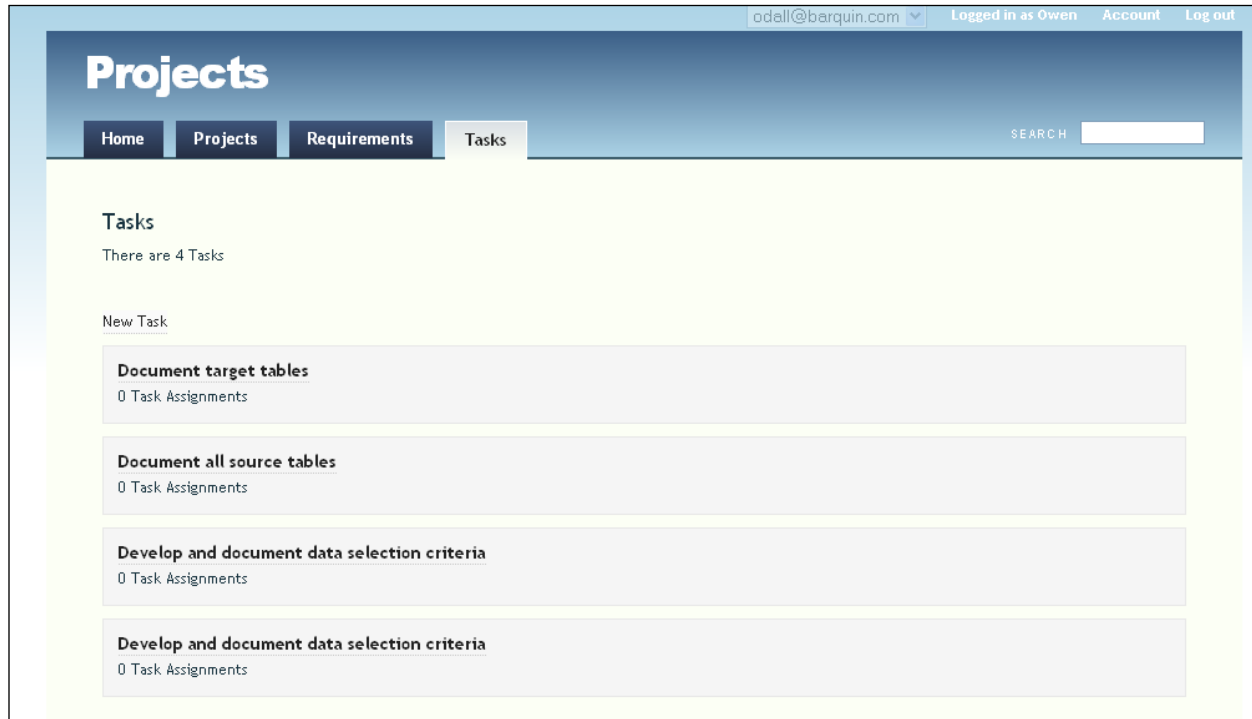 odall@barquin.com Logged in as Owen Account Log out
Projects
Home Projects Requirements Tasks SEARCH
Tasks
There are 4 Tasks
New Task
Document target tables
0 Task Assignments
Document all source tables
0 Task Assignments
Develop and document data selection criteria
0 Task Assignments
Develop and document data selection criteria
0 Task Assignments